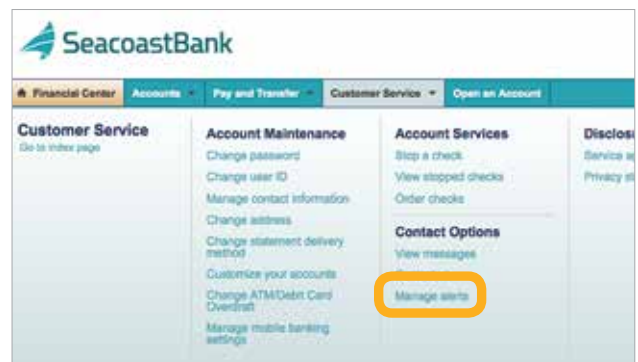 SeacoastBank
Financial Center
Accounts
Pay and Transfer
Customer Service
Open an Account
Customer Service
Go to index page
Account Maintenance
Change password
Change user ID
Manage contact information
Change address
Change statement delivery
method
Customize your accounts
Change ATM/Debit Card
Overdraft
Manage mobile banking
settings
Account Services
Stop a check
View stopped checks
Order checks
Contact Options
View messages
Manage alerts
Disclos
Service a
Privacy st